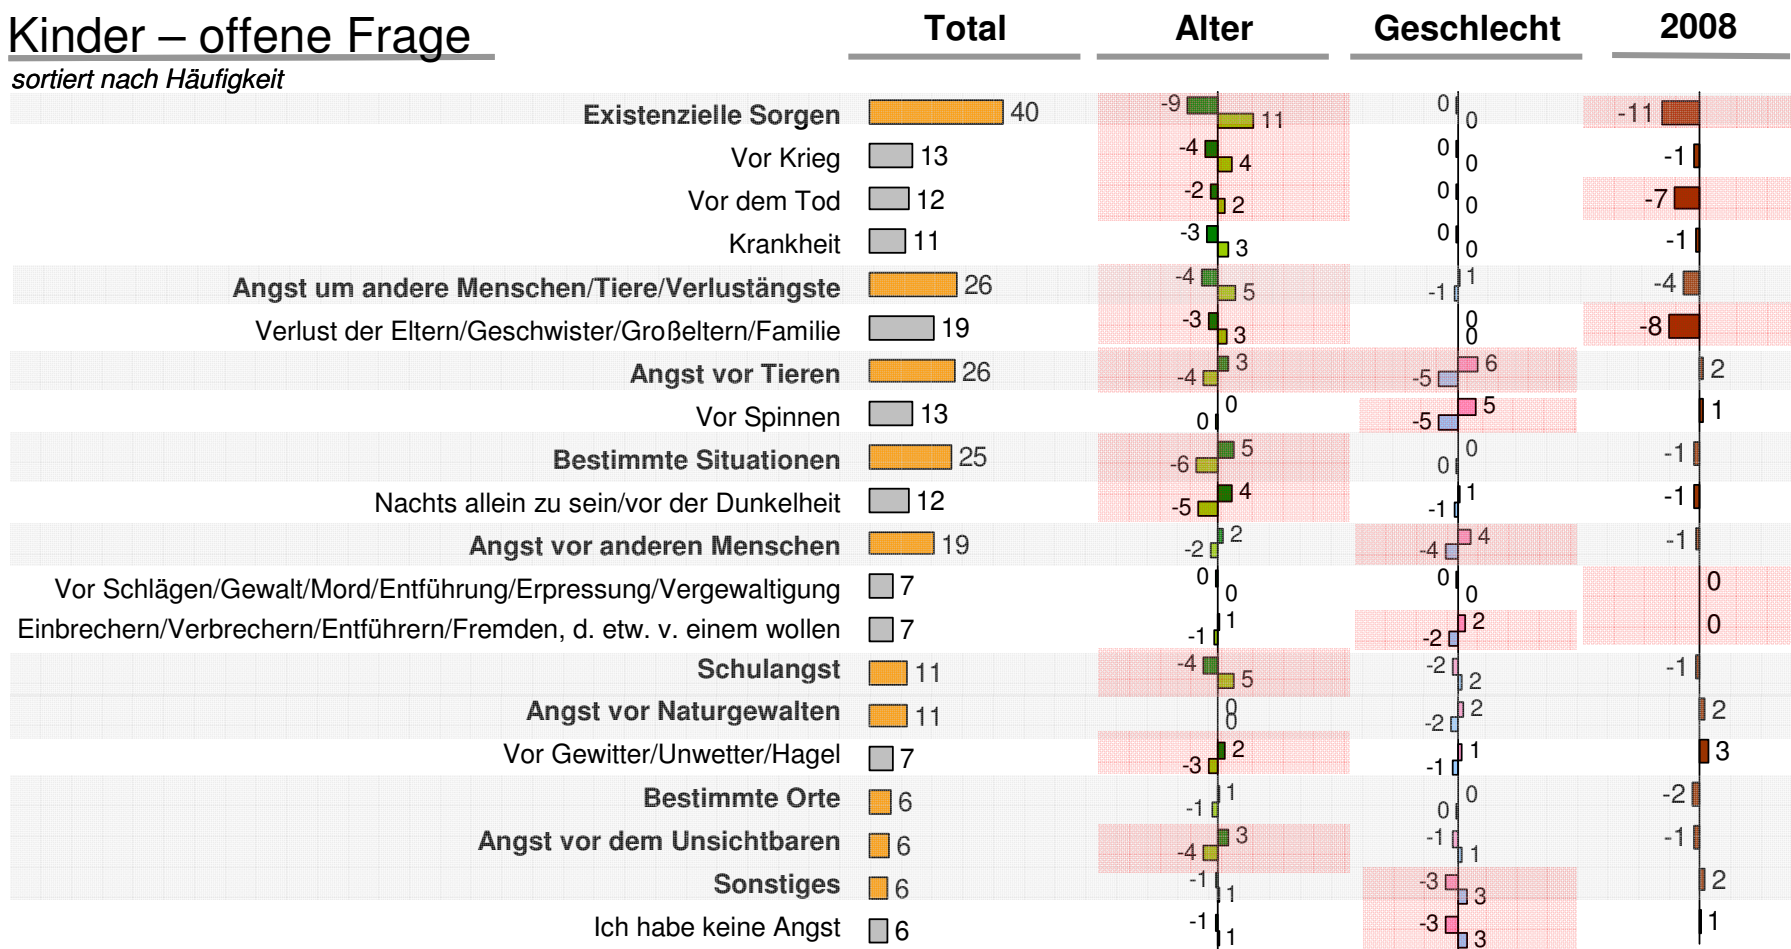 Kinder – offene Frage Total Alter Geschlecht 2008
sortiert nach Häufigkeit
Existenzielle Sorgen 40 -9 11 0 0 -11
Vor Krieg 13 -4 4 0 0 -1
Vor dem Tod 12 -2 2 0 0 -7
Krankheit 11 -3 3 0 0 -1
Angst um andere Menschen/Tiere/Verlustängste 26 -4 5 1 -1 -4
Verlust der Eltern/Geschwister/Großeltern/Familie 19 -3 3 0 0 -8
Angst vor Tieren 26 3 -4 6 -5 2
Vor Spinnen 13 0 0 5 -5 1
Bestimmte Situationen 25 5 -6 0 0 -1
Nachts allein zu sein/vor der Dunkelheit 12 4 -5 1 -1 -1
Angst vor anderen Menschen 19 2 -2 4 -4 -1
Vor Schlägen/Gewalt/Mord/Entführung/Erpressung/Vergewaltigung 7 0 0 0 0 0
Einbrechern/Verbrechern/Entführern/Fremden, d. etw. v. einem wollen 7 1 -1 2 -2 0
Schulangst 11 -4 5 -2 2 -1
Angst vor Naturgewalten 11 0 0 2 -2 2
Vor Gewitter/Unwetter/Hagel 7 2 -3 1 -1 3
Bestimmte Orte 6 1 -1 0 0 -2
Angst vor dem Unsichtbaren 6 3 -4 -1 1 -1
Sonstiges 6 -1 1 -3 3 2
Ich habe keine Angst 6 -1 1 -3 3 1